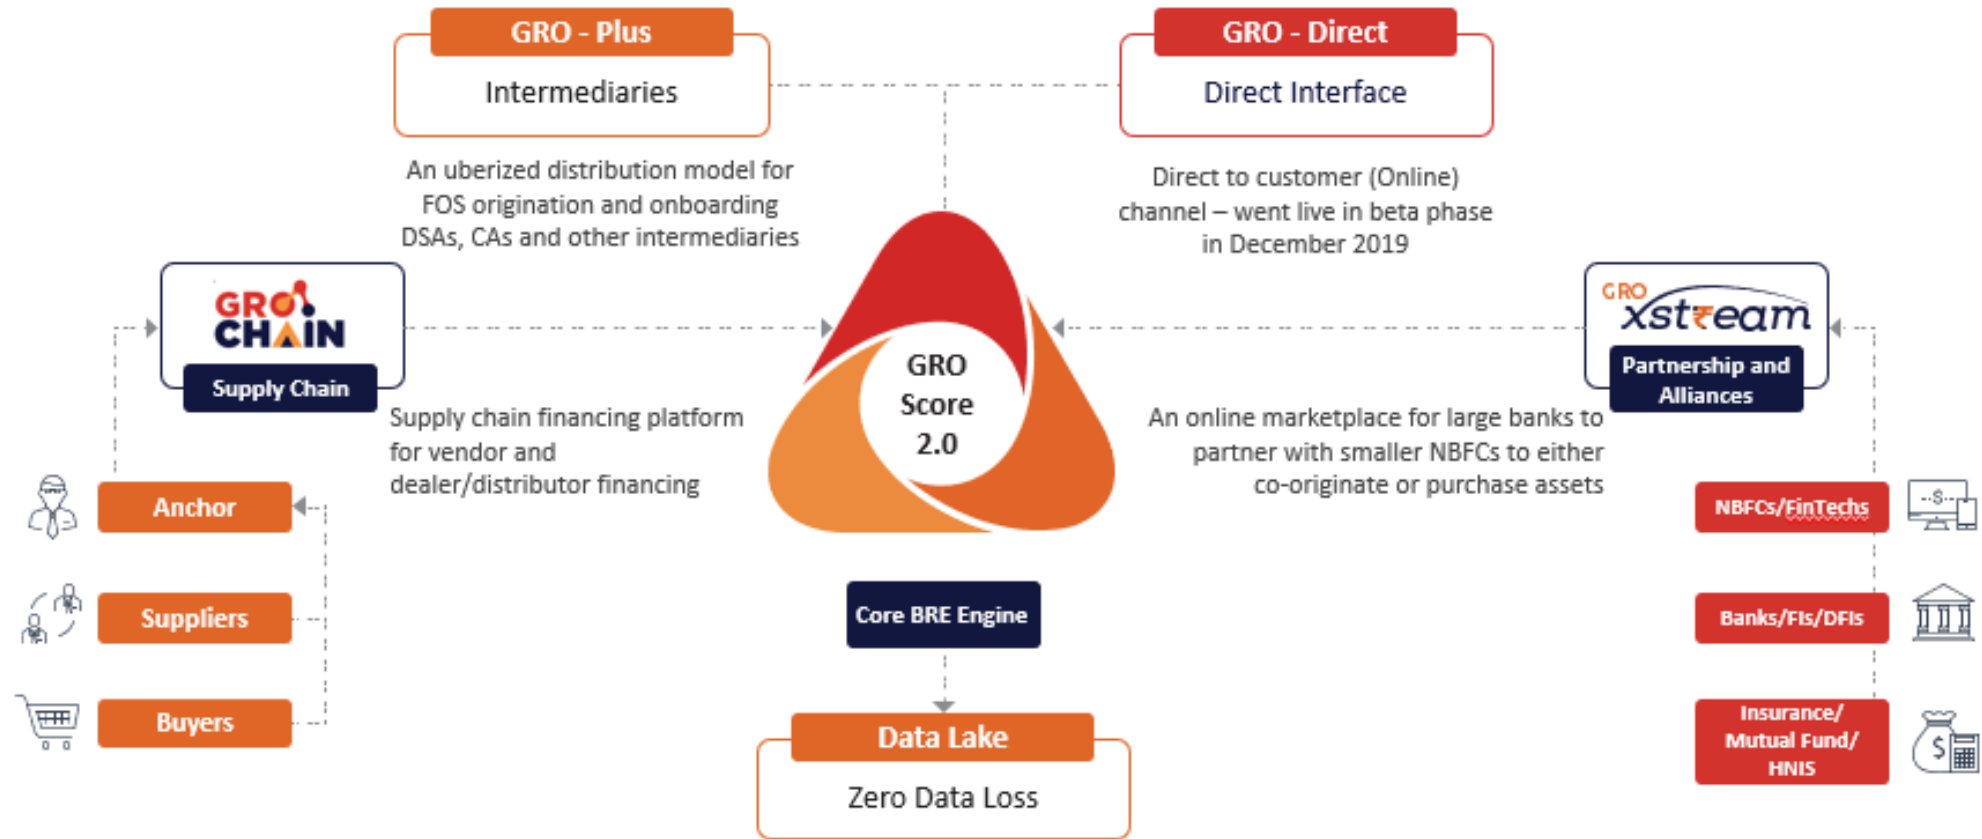 GRO - Plus
Intermediaries
An uberized distribution model for
FOS origination and onboarding
DSAs, CAs and other intermediaries
GRO - Direct
Direct Interface
Direct to customer (Online)
channel – went live in beta phase
in December 2019
GRO
CHAIN
Supply Chain
Supply chain financing platform
for vendor and
dealer/distributor financing
Anchor
Suppliers
Buyers
GRO
Score
2.0
Core BRE Engine
Data Lake
Zero Data Loss
GRO
xst₹eam
Partnership and
Alliances
An online marketplace for large banks to
partner with smaller NBFCs to either
co-originate or purchase assets
NBFCs/FinTechs
$
Banks/FIs/DFIs
Insurance/
Mutual Fund/
HNIS
$